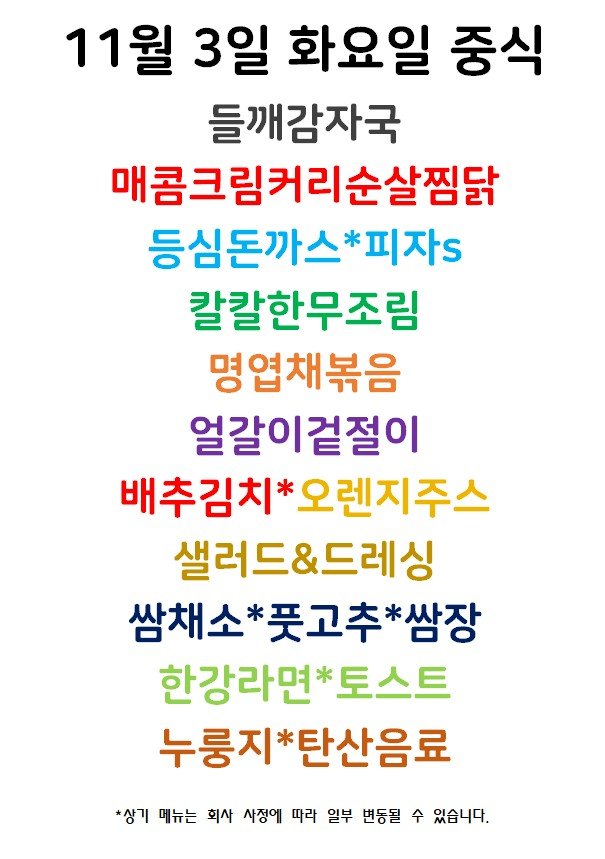 11월 3일 화요일 중식
들깨감자국
매콤크림커리순살찜닭
등심돈까스*피자s
칼칼한무조림
명엽채볶음
얼갈이겉절이
배추김치*오렌지주스
샐러드&드레싱
쌈채소*풋고추*쌈장
한강라면*토스트
누룽지*탄산음료
*상기 메뉴는 회사 사정에 따라 일부 변동될 수 있습니다.